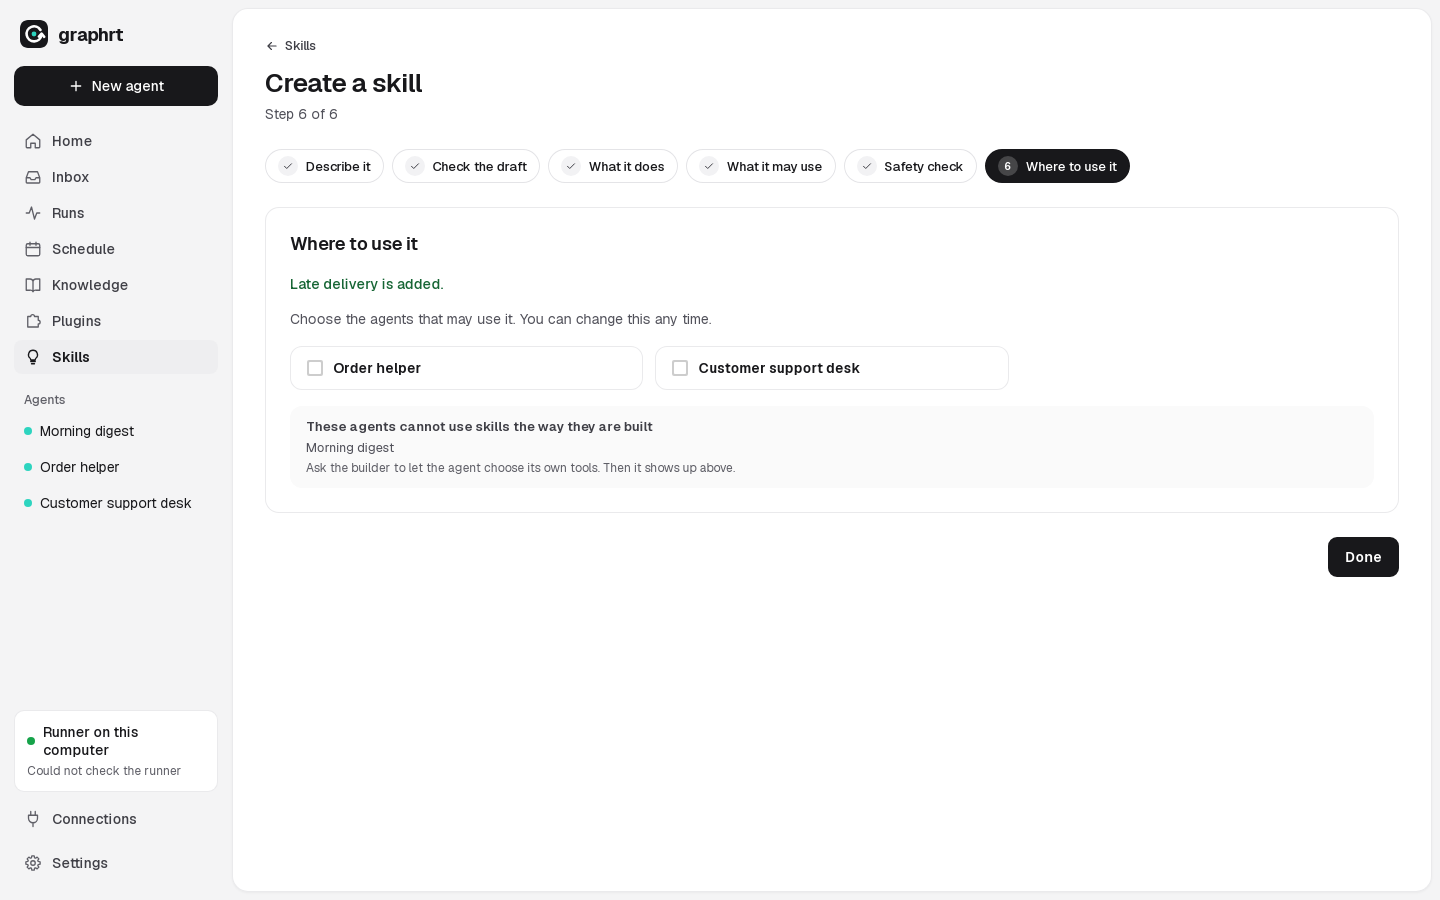 graphrt
New agent
Home
Inbox
Runs
Schedule
Knowledge
Plugins
Skills
Agents
Morning digest
Order helper
Customer support desk
Runner on this
computer
Could not check the runner
Connections
Settings
Skills
Create a skill
Step 6 of 6
Describe it
Check the draft
What it does
What it may use
Safety check
6 Where to use it
Where to use it
Late delivery is added.
Choose the agents that may use it. You can change this any time.
Order helper
Customer support desk
These agents cannot use skills the way they are built
Morning digest
Ask the builder to let the agent choose its own tools. Then it shows up above.
Done